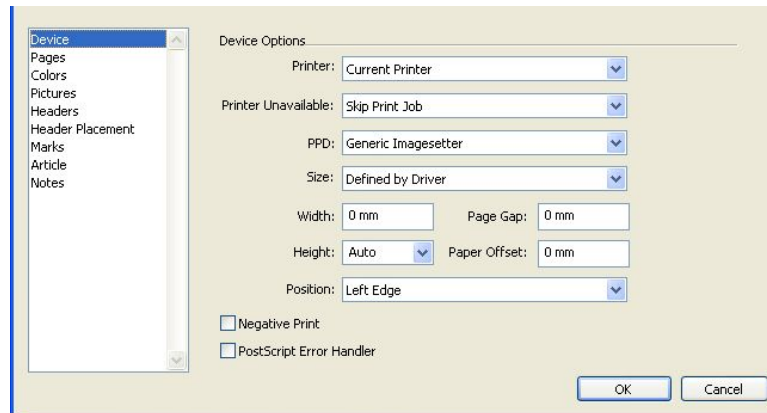 Device
Pages
Colors
Pictures
Headers
Header Placement
Marks
Article
Notes
Device Options
Printer: Current Printer
Printer Unavailable: Skip Print Job
PPD: Generic Imagesetter
Size: Defined by Driver
Width: 0 mm Page Gap: 0 mm
Height: Auto Paper Offset: 0 mm
Position: Left Edge
Negative Print
PostScript Error Handler
OK Cancel